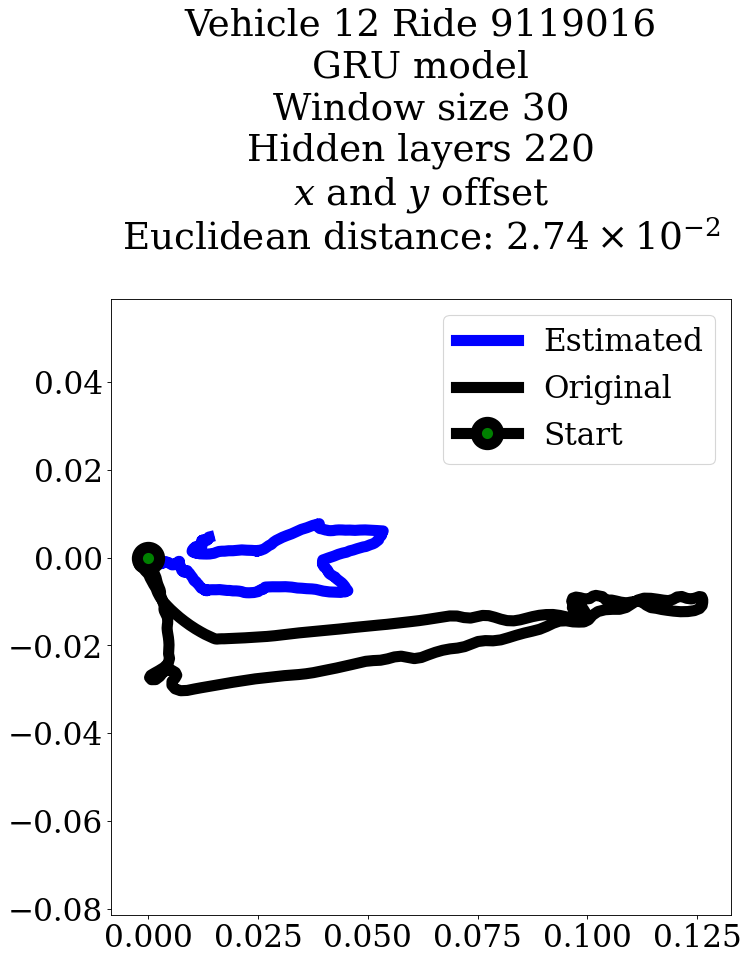 Vehicle 12 Ride 9119016
GRU model
Window size 30
Hidden layers 220
x and y offset
Euclidean distance: 2.74 × 10⁻²
Estimated
Original
Start
0.04
0.02
0.00
−0.02
−0.04
−0.06
−0.08
0.000 0.025 0.050 0.075 0.100 0.125